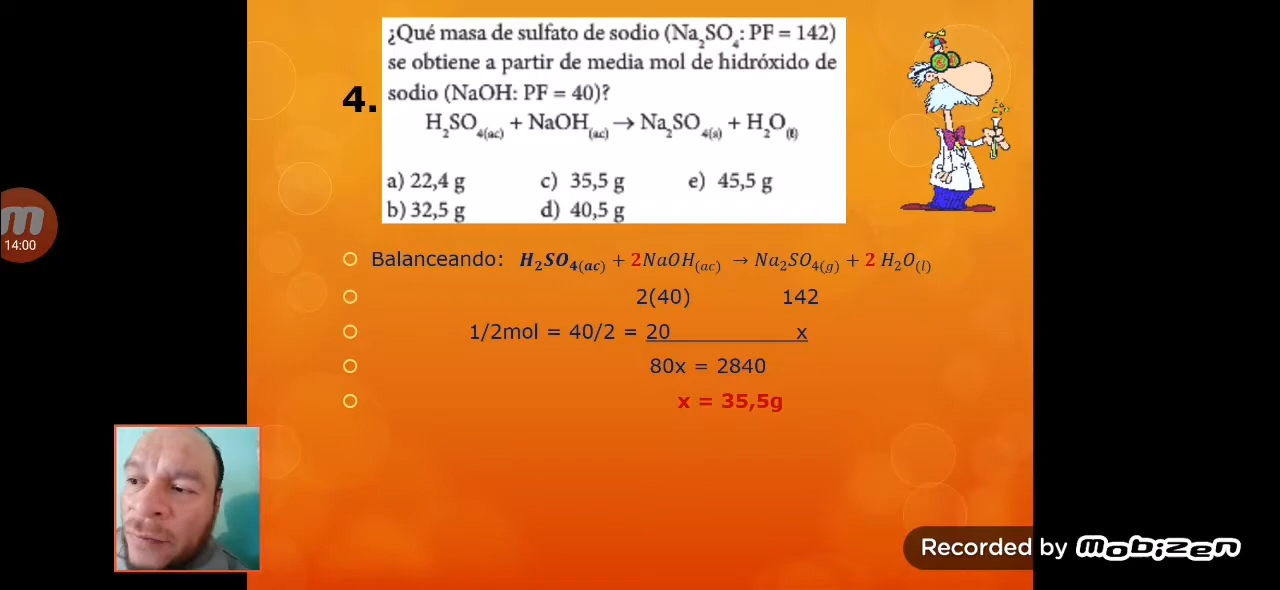 ¿Qué masa de sulfato de sodio (Na₂SO₄: PF = 142)
se obtiene a partir de media mol de hidróxido de
4. sodio (NaOH: PF = 40)?
H₂SO₄(ac) + NaOH(ac) → Na₂SO₄(s) + H₂O(ℓ)
a) 22,4 g c) 35,5 g e) 45,5 g
b) 32,5 g d) 40,5 g
14:00
Balanceando: H₂SO₄(ac) + 2NaOH(ac) → Na₂SO₄(g) + 2 H₂O(l)
2(40) 142
1/2mol = 40/2 = 20 x
80x = 2840
x = 35,5g
Recorded by Mobizen